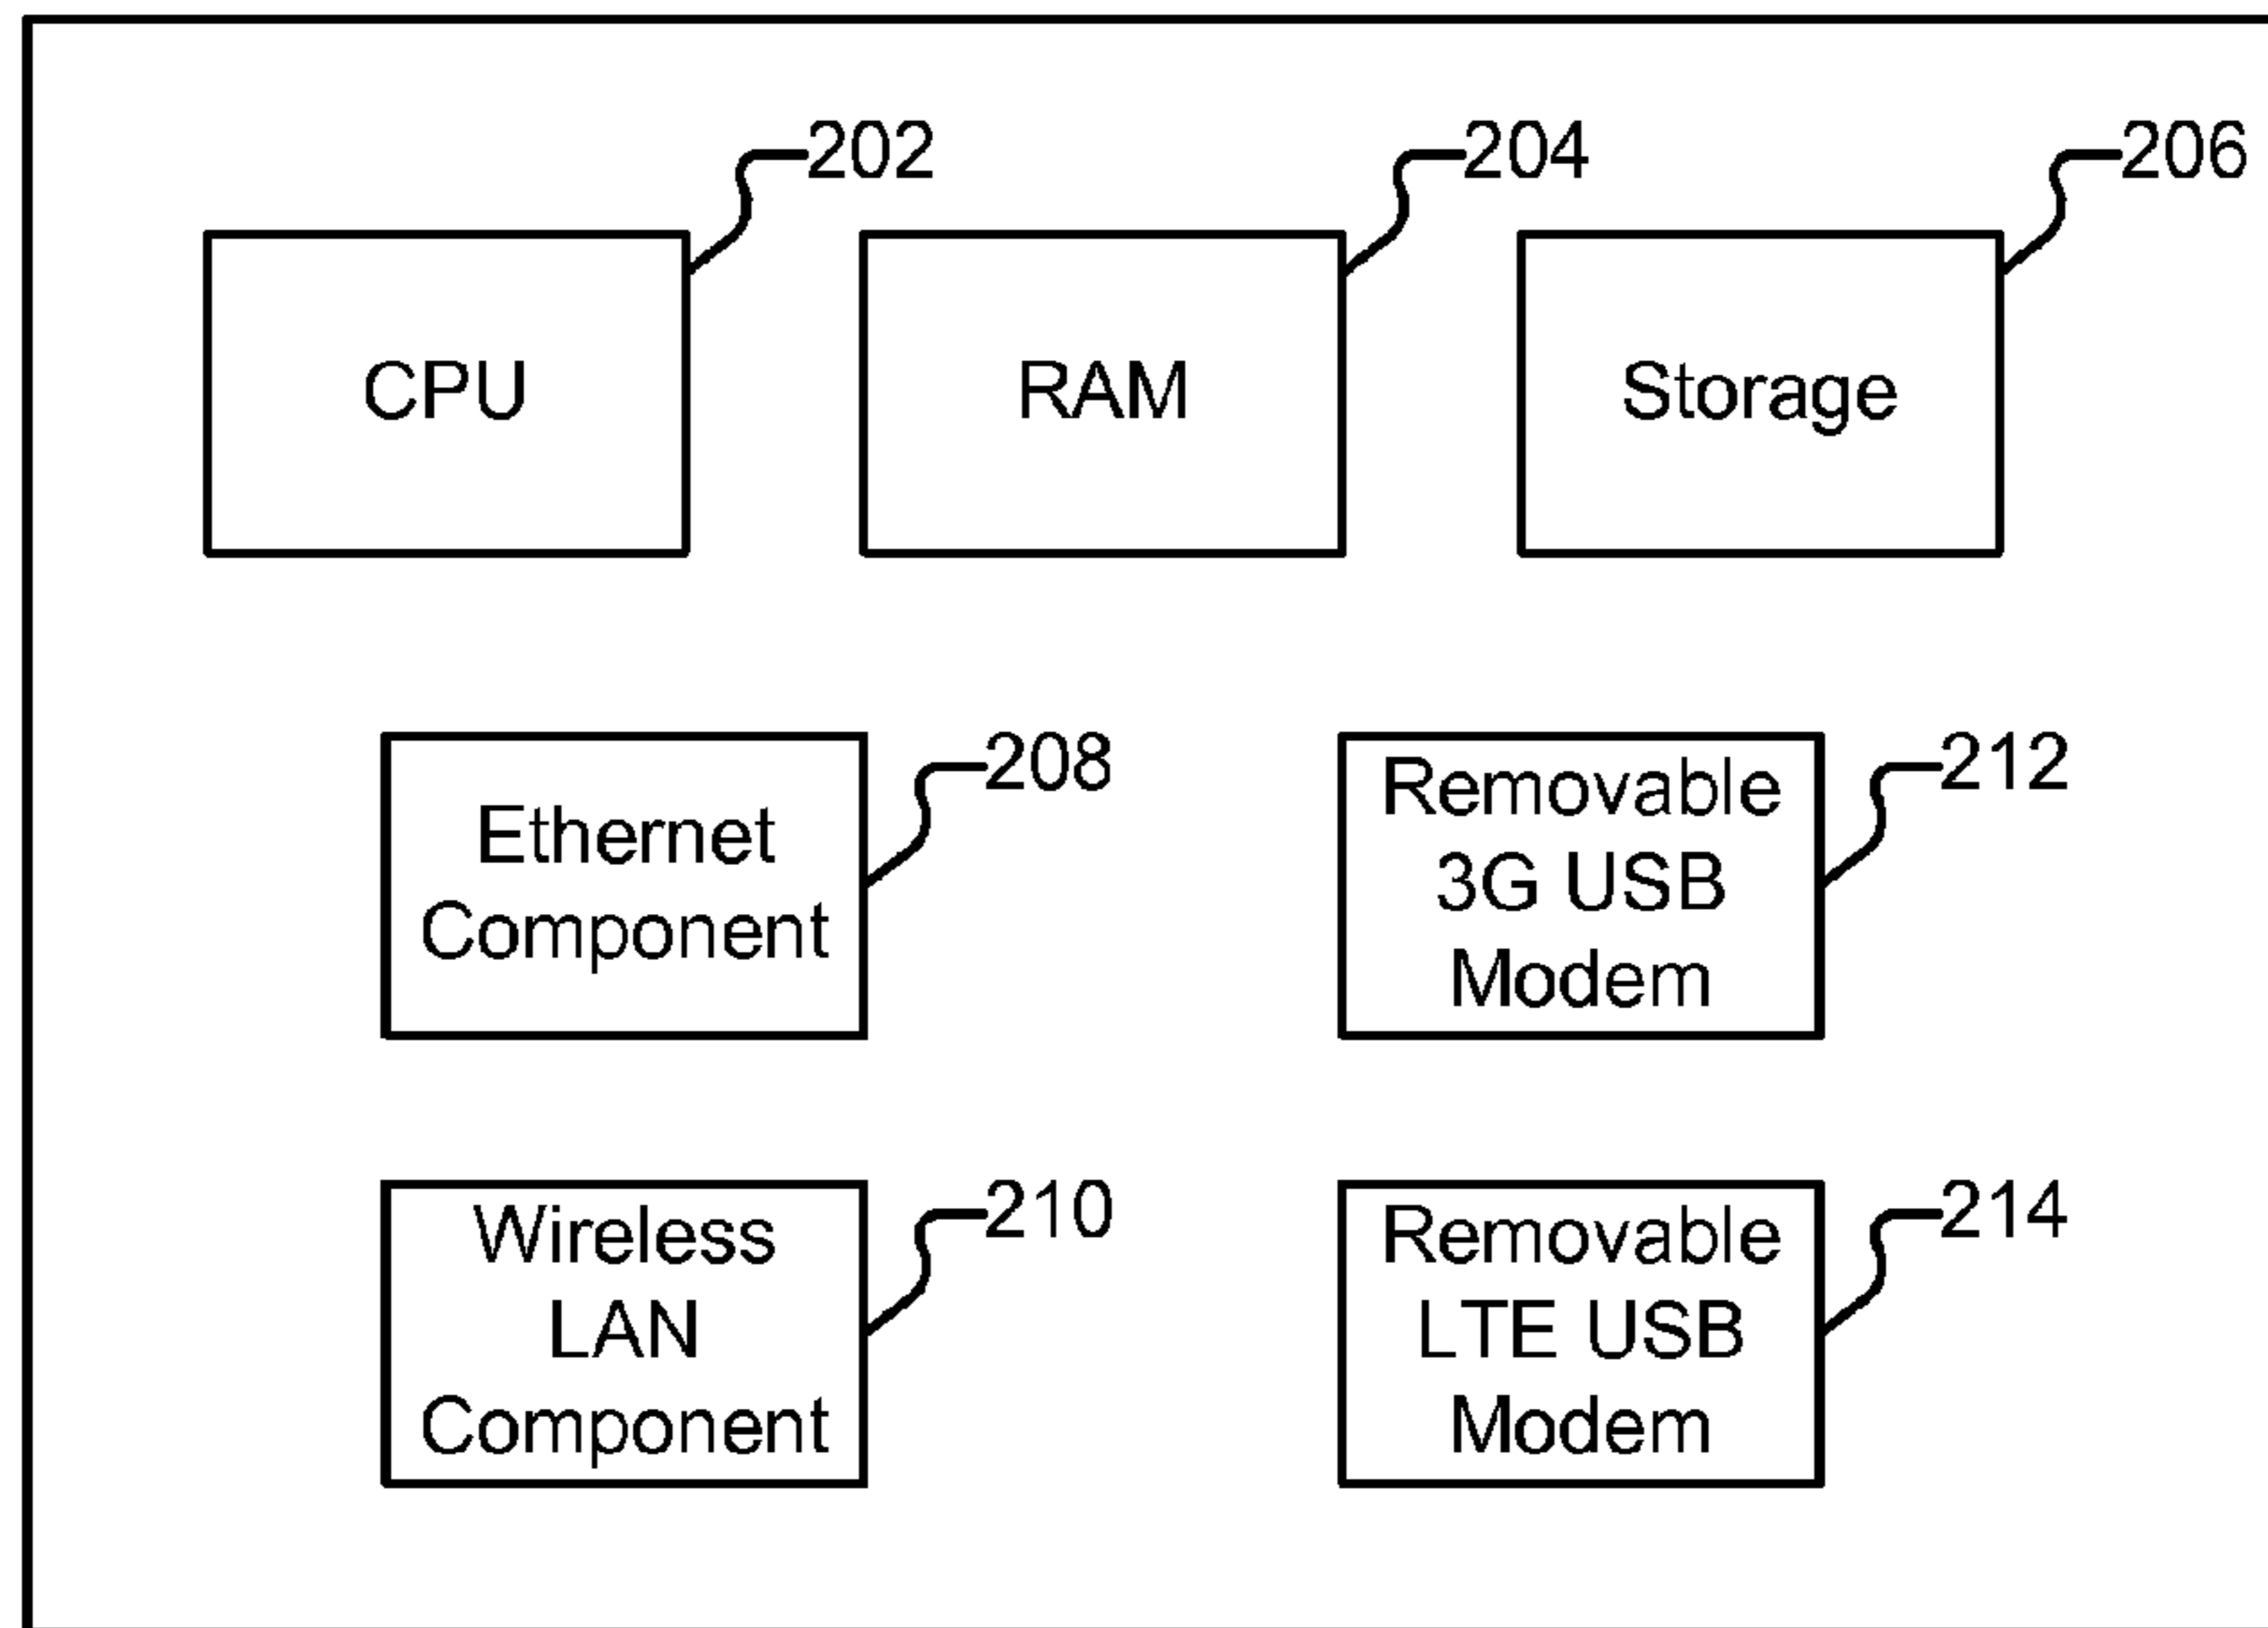 202
204
206
CPU
RAM
Storage
208
Ethernet
Component
212
Removable
3G USB
Modem
210
Wireless
LAN
Component
214
Removable
LTE USB
Modem